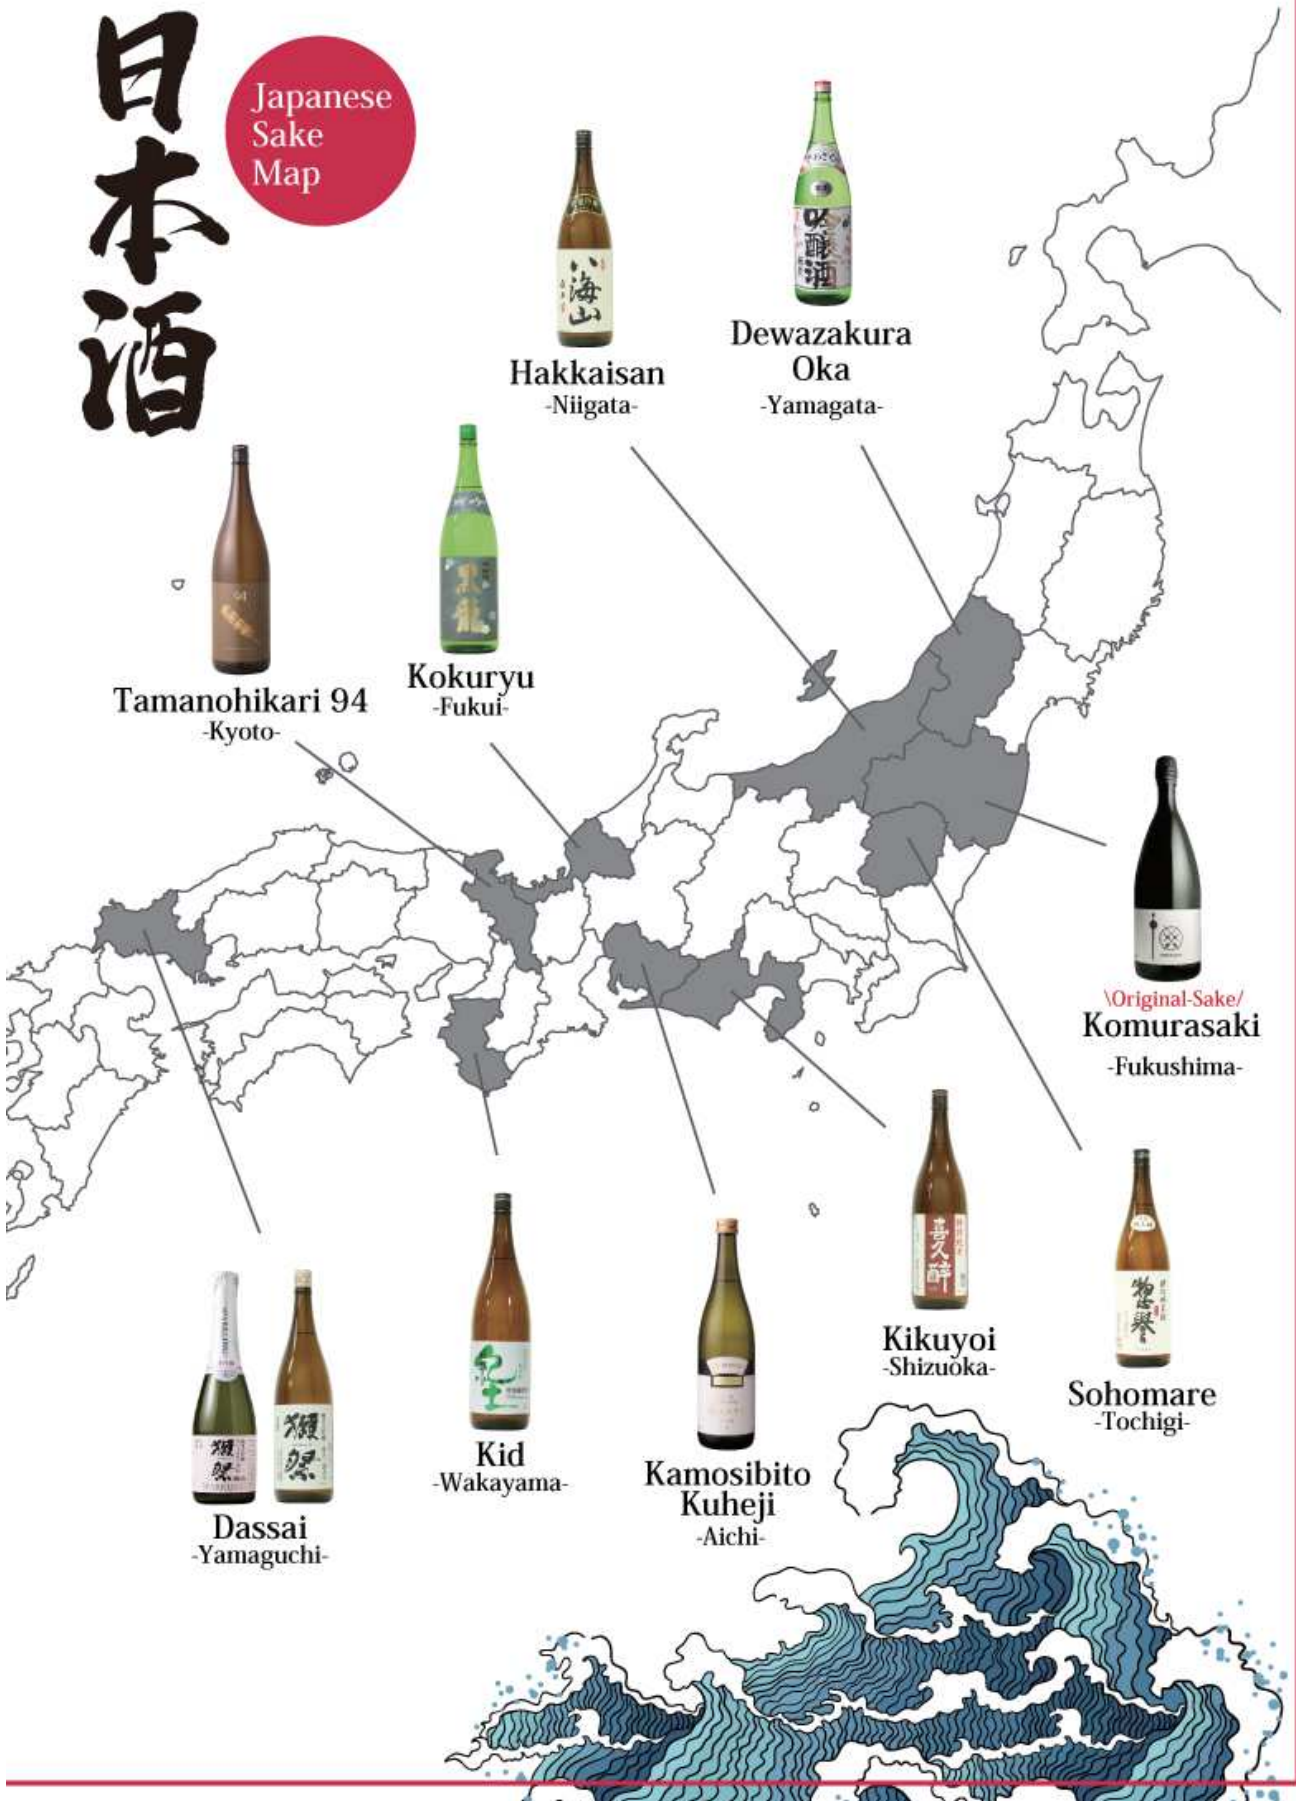 日本酒
Japanese
Sake
Map
Dewazakura
Oka
-Yamagata-
吟醸酒
Hakkaisan
-Niigata-
八海山
Kokuryu
-Fukui-
黒龍
Tamanohikari 94
-Kyoto-
94
\Original-Sake/
Komurasaki
-Fukushima-
喜久醉
Kikuyoi
-Shizuoka-
惣誉
Sohomare
-Tochigi-
紀土
Kid
-Wakayama-
Kamosibito
Kuheji
-Aichi-
獺祭
獺祭
Dassai
-Yamaguchi-